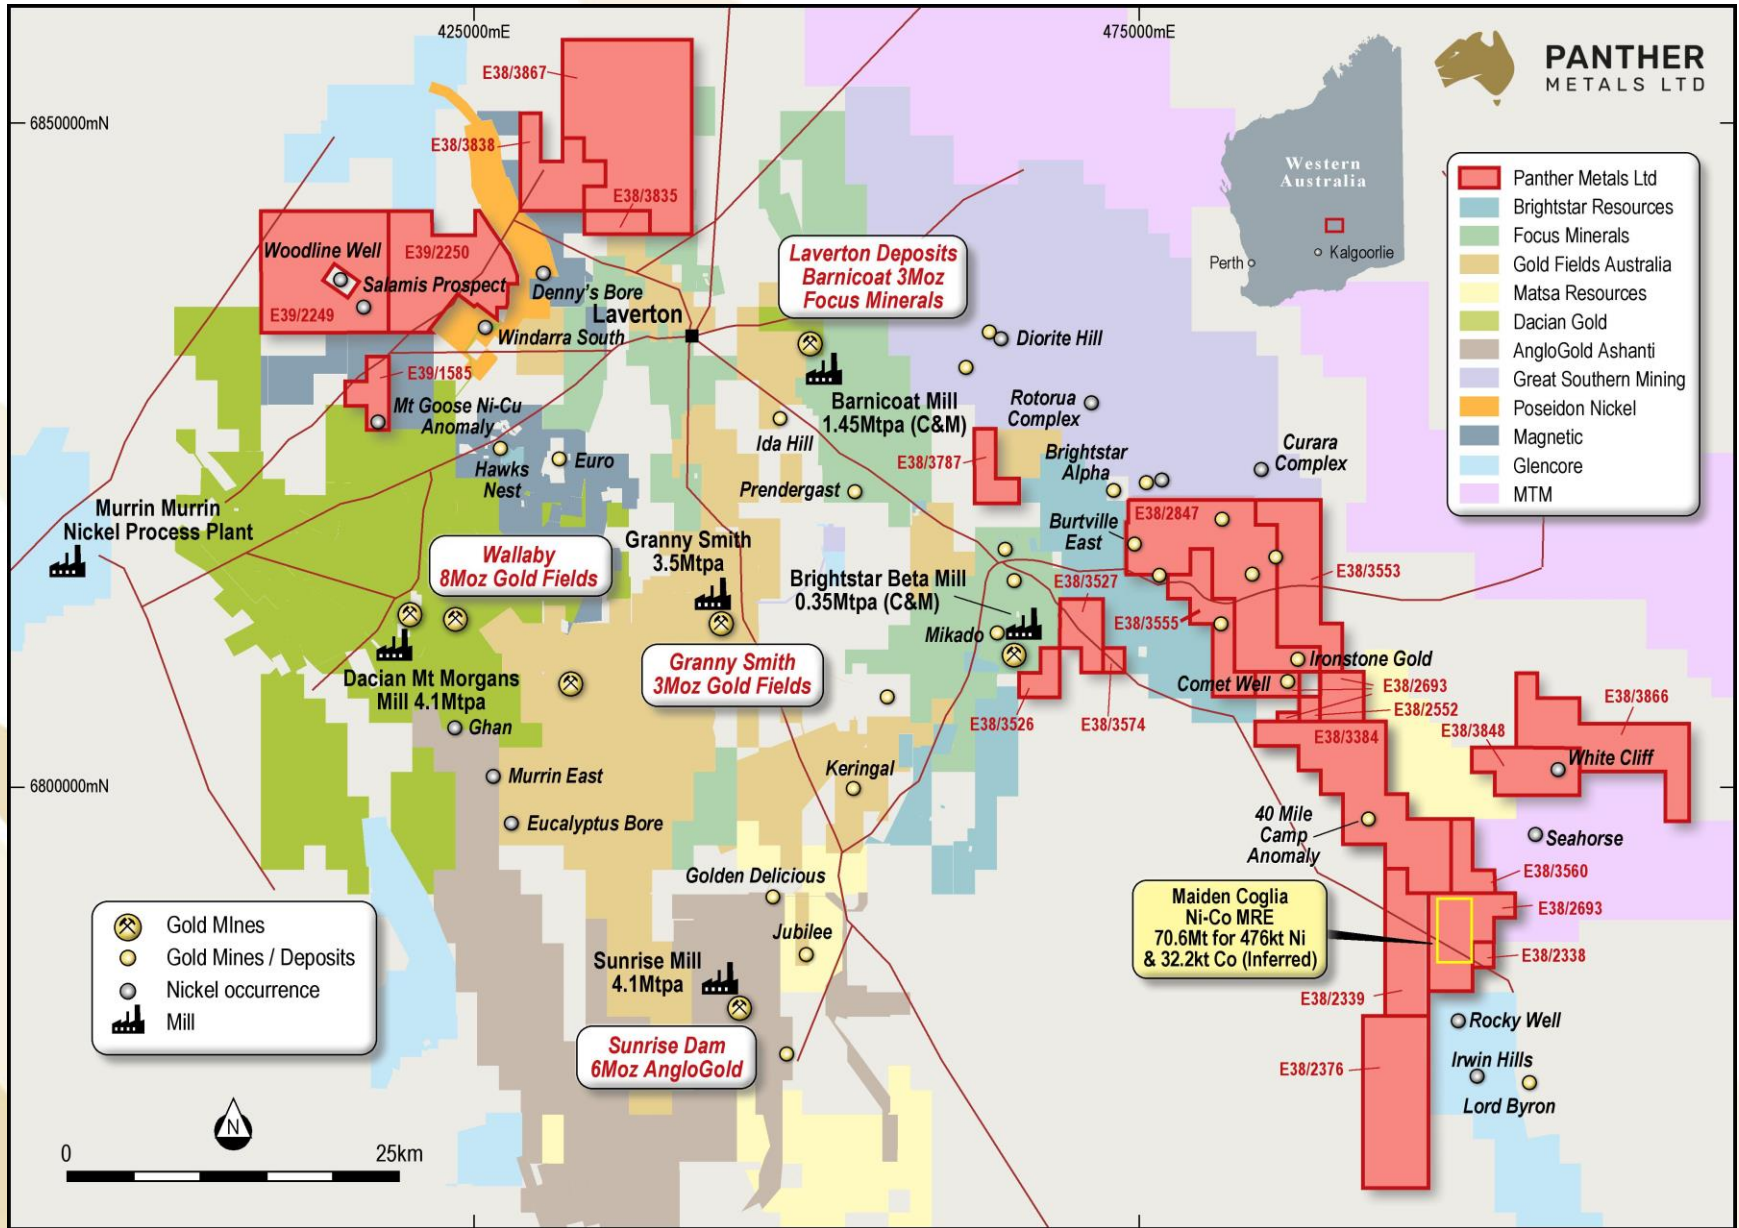 425000mE
475000mE
PANTHER
METALS LTD
6850000mN
6800000mN
E38/3867
E38/3838
E38/3835
Woodline Well
E39/2250
Salamis Prospect
E39/2249
Denny's Bore
Laverton
Windarra South
E39/1585
Mt Goose Ni-Cu
Anomaly
Hawks
Nest
Euro
Murrin Murrin
Nickel Process Plant
Wallaby
8Moz Gold Fields
Granny Smith
3.5Mtpa
Dacian Mt Morgans
Mill 4.1Mtpa
Granny Smith
3Moz Gold Fields
Ghan
Murrin East
Eucalyptus Bore
Laverton Deposits
Barnicoat 3Moz
Focus Minerals
Barnicoat Mill
1.45Mtpa (C&M)
Ida Hill
Prendergast
Diorite Hill
Rotorua
Complex
E38/3787
Brightstar
Alpha
Curara
Complex
E38/2847
Burtville
East
Brightstar Beta Mill
0.35Mtpa (C&M)
E38/3527
E38/3553
E38/3555
Mikado
Ironstone Gold
Comet Well
E38/2693
E38/2552
E38/3526
E38/3574
E38/3384
E38/3848
E38/3866
White Cliff
Keringal
40 Mile
Camp
Anomaly
Seahorse
Golden Delicious
E38/3560
E38/2693
Maiden Coglia
Ni-Co MRE
70.6Mt for 476kt Ni
& 32.2kt Co (Inferred)
Jubilee
E38/2338
Sunrise Mill
4.1Mtpa
E38/2339
Rocky Well
Sunrise Dam
6Moz AngloGold
Irwin Hills
E38/2376
Lord Byron
Western
Australia
Perth
Kalgoorlie
Panther Metals Ltd
Brightstar Resources
Focus Minerals
Gold Fields Australia
Matsa Resources
Dacian Gold
AngloGold Ashanti
Great Southern Mining
Poseidon Nickel
Magnetic
Glencore
MTM
Gold MInes
Gold Mines / Deposits
Nickel occurrence
Mill
N
0
25km